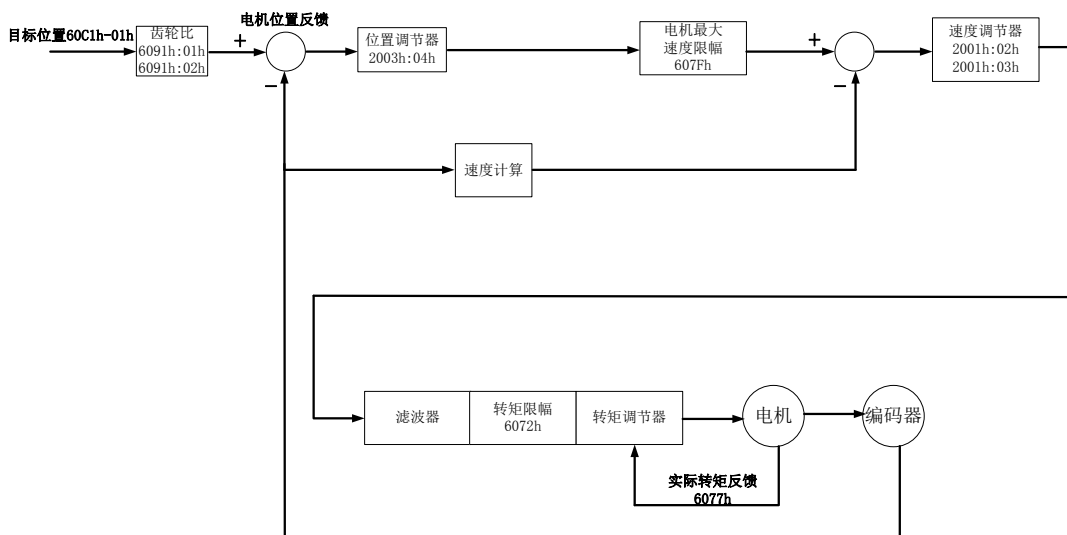 电机位置反馈
目标位置60C1h-01h
齿轮比
6091h:01h
6091h:02h
+
−
位置调节器
2003h:04h
电机最大
速度限幅
607Fh
+
−
速度调节器
2001h:02h
2001h:03h
速度计算
滤波器
转矩限幅
6072h
转矩调节器
电机
编码器
实际转矩反馈
6077h